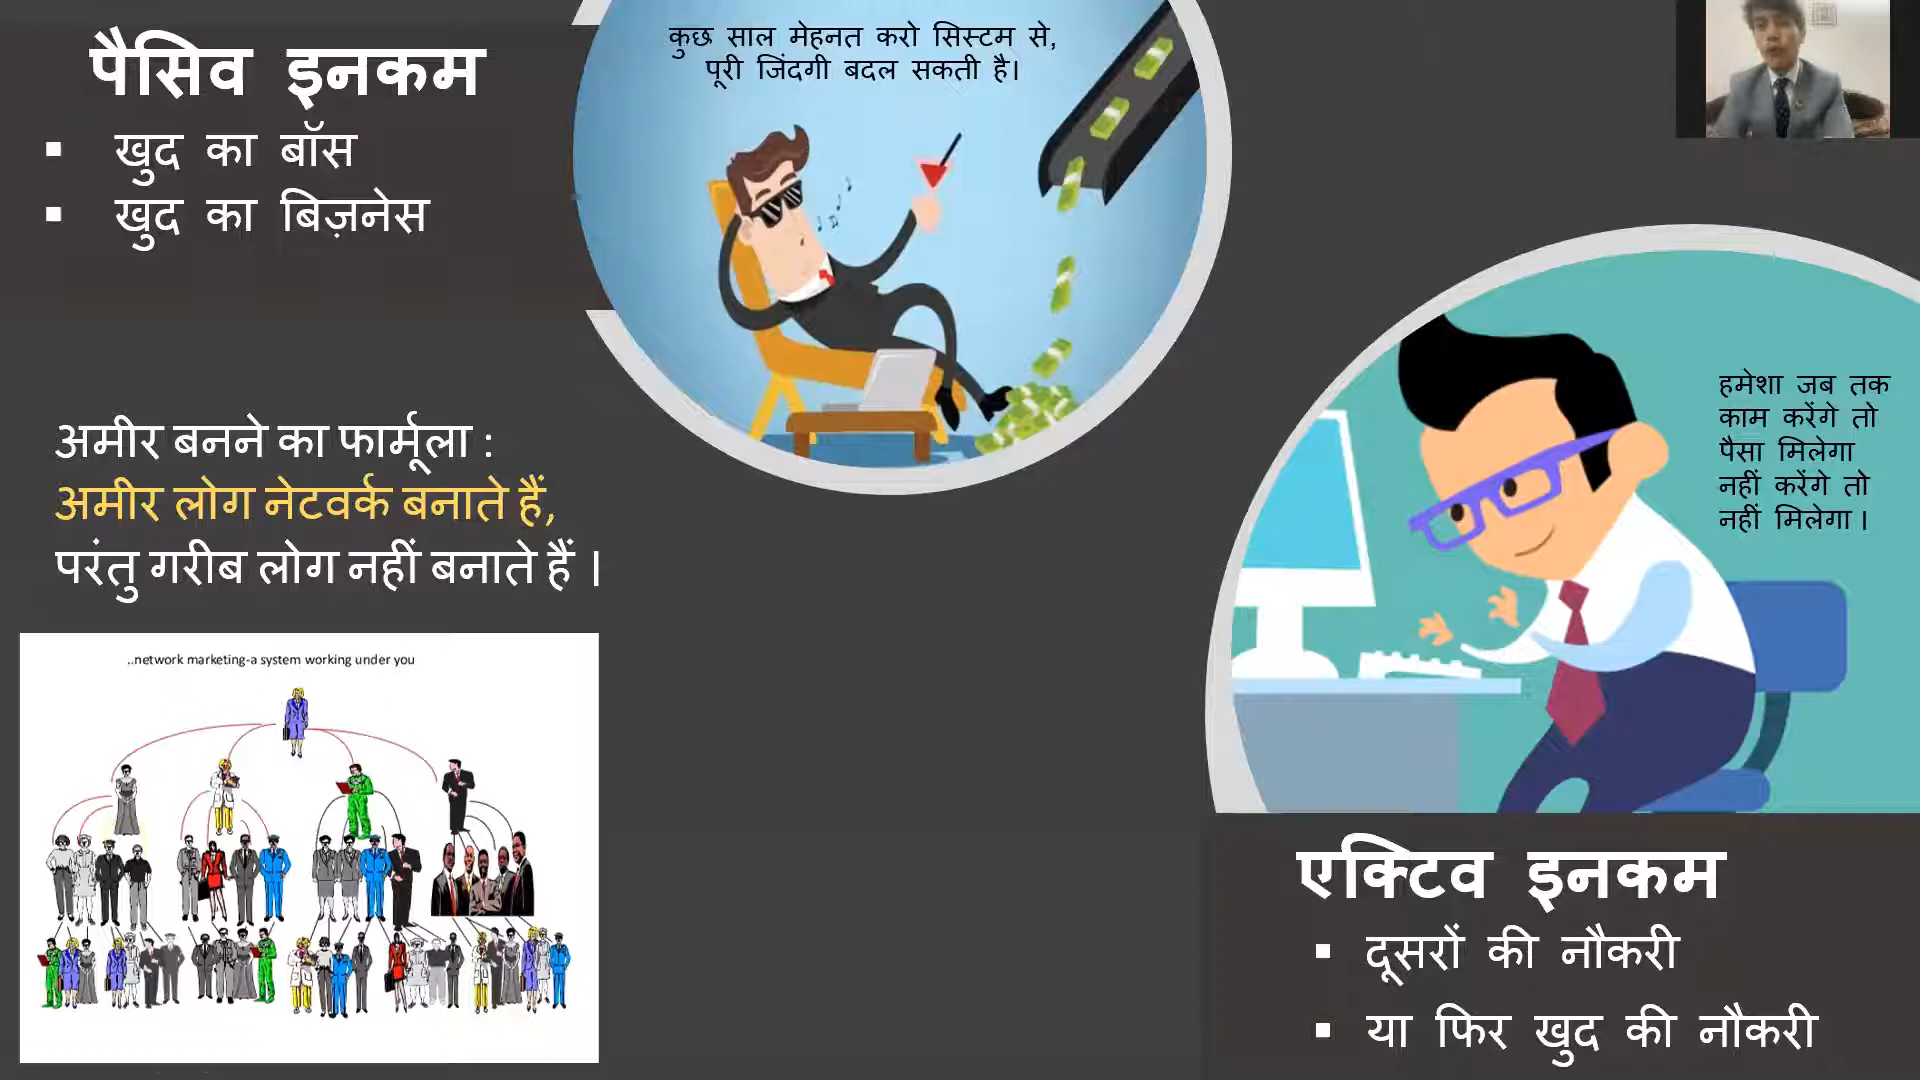 पैसिव इनकम
▪ खुद का बॉस
▪ खुद का बिज़नेस
कुछ साल मेहनत करो सिस्टम से,
पूरी जिंदगी बदल सकती है।
अमीर बनने का फार्मूला :
अमीर लोग नेटवर्क बनाते हैं,
परंतु गरीब लोग नहीं बनाते हैं ।
..network marketing-a system working under you
हमेशा जब तक
काम करेंगे तो
पैसा मिलेगा
नहीं करेंगे तो
नहीं मिलेगा ।
एक्टिव इनकम
▪ दूसरों की नौकरी
▪ या फिर खुद की नौकरी